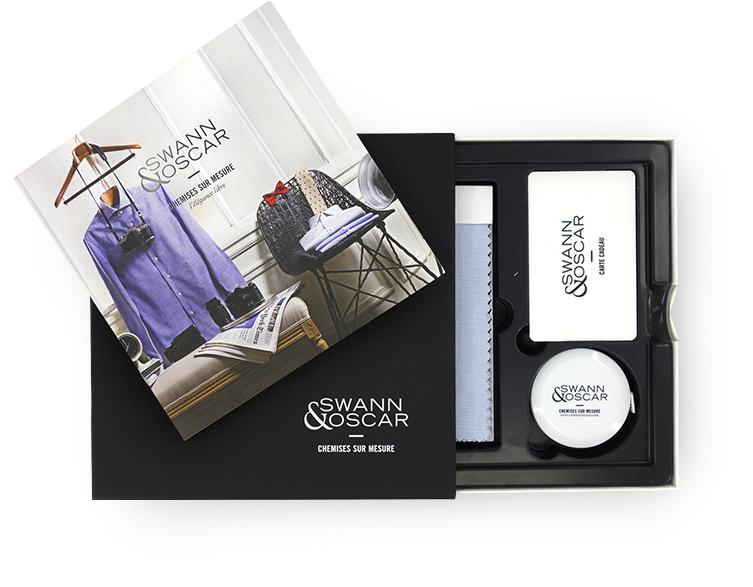 SWANN
&OSCAR
CHEMISES SUR MESURE
l'élégance libre
SWANN
&OSCAR
CHEMISES SUR MESURE
SWANN
&OSCAR
CARTE CADEAU
SWANN
&OSCAR
CHEMISES SUR MESURE